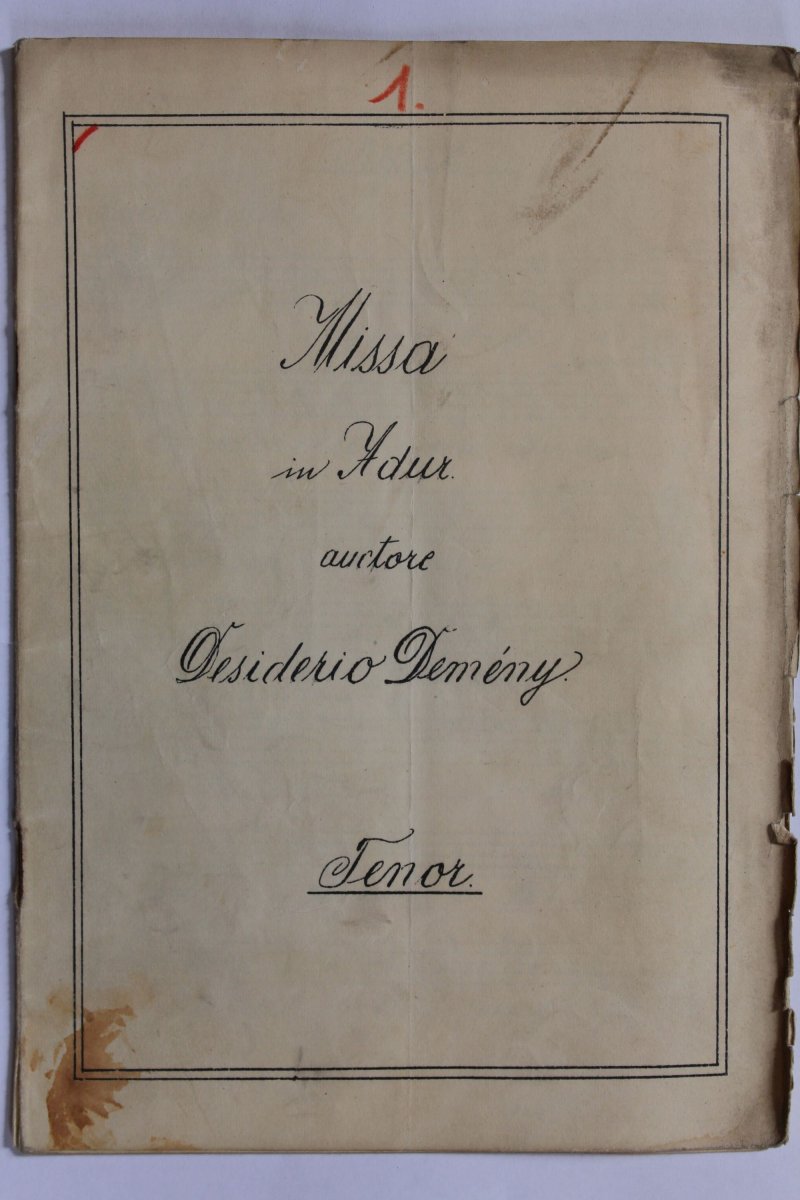 1.
Missa
in Adur.
auctore
Desiderio Demény.
Tenor.